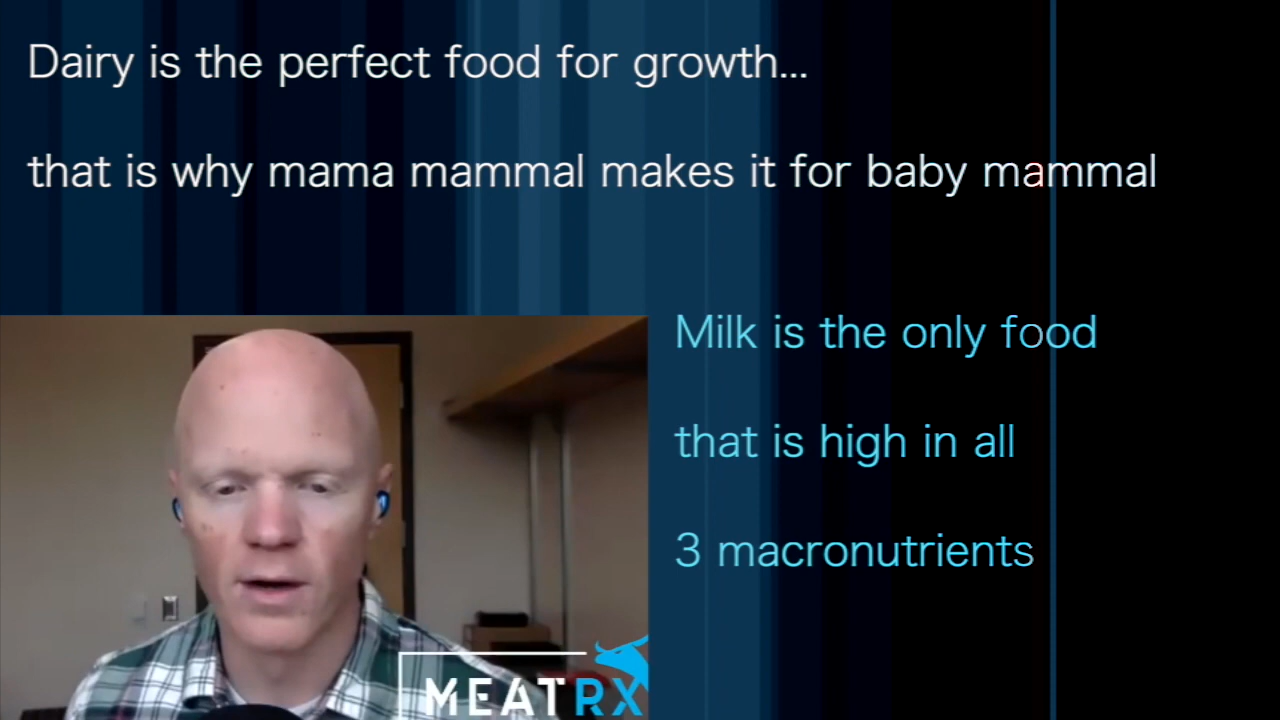 Dairy is the perfect food for growth...
that is why mama mammal makes it for baby mammal
Milk is the only food
that is high in all
3 macronutrients
MEATRX